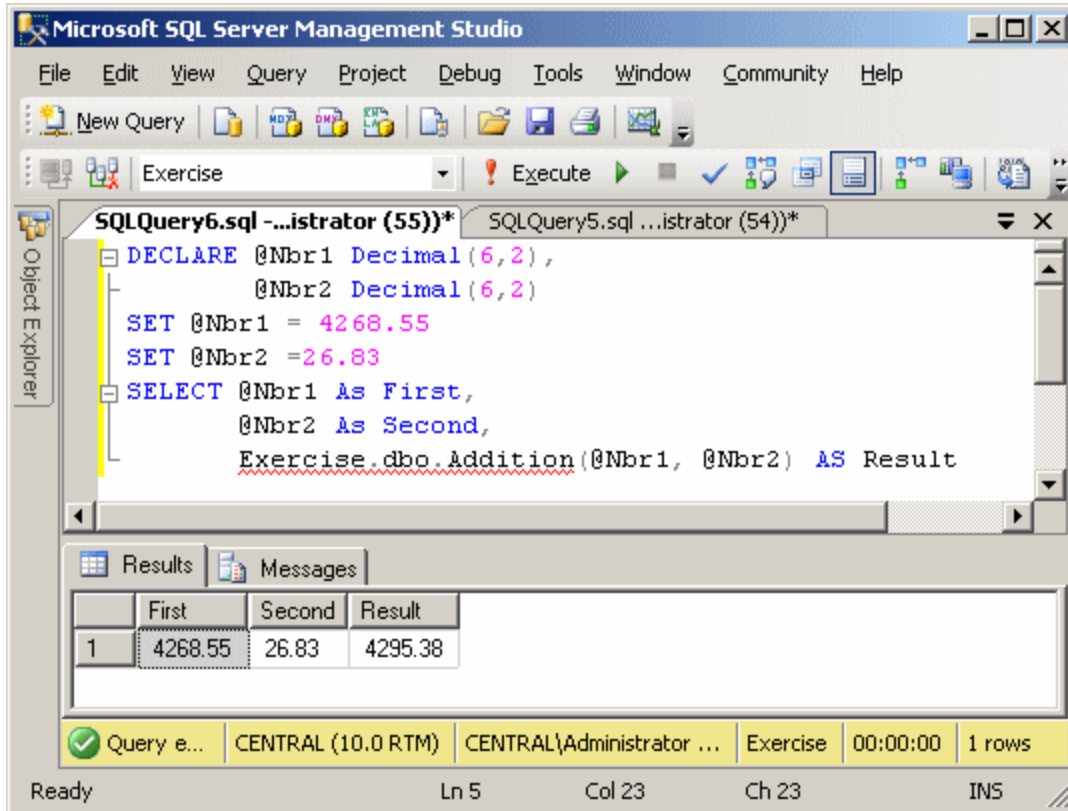 Microsoft SQL Server Management Studio
File Edit View Query Project Debug Tools Window Community Help
New Query MDX DMX
Exercise Execute
SQLQuery6.sql -...istrator (55))* SQLQuery5.sql ...istrator (54))*
Object Explorer
DECLARE @Nbr1 Decimal(6,2),
@Nbr2 Decimal(6,2)
SET @Nbr1 = 4268.55
SET @Nbr2 =26.83
SELECT @Nbr1 As First,
@Nbr2 As Second,
Exercise.dbo.Addition(@Nbr1, @Nbr2) AS Result
Results Messages
First Second Result
1 4268.55 26.83 4295.38
Query e... CENTRAL (10.0 RTM) CENTRAL\Administrator ... Exercise 00:00:00 1 rows
Ready Ln 5 Col 23 Ch 23 INS